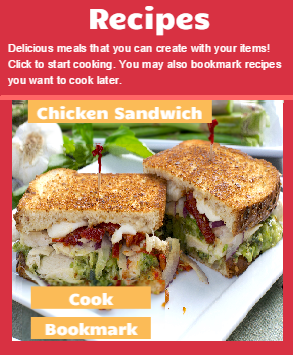 Recipes
Delicious meals that you can create with your items!
Click to start cooking. You may also bookmark recipes
you want to cook later.
Chicken Sandwich
Cook
Bookmark